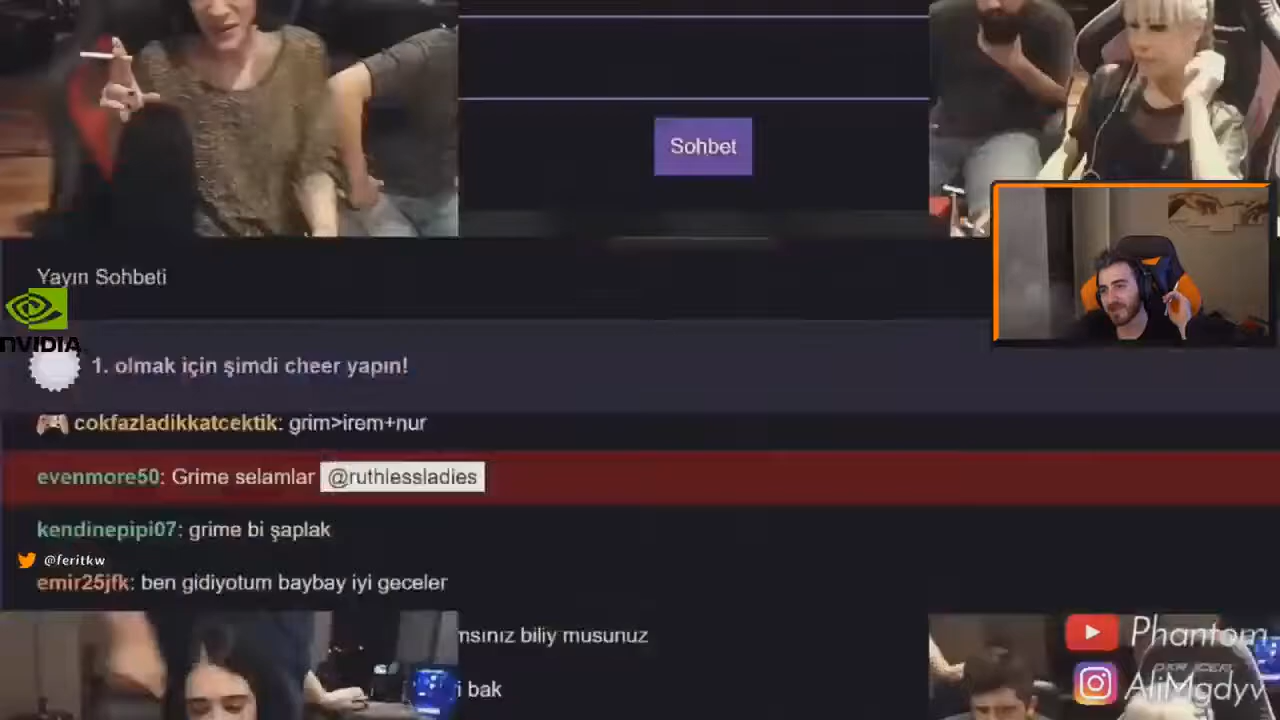 Sohbet
Yayın Sohbeti
NVIDIA
1. olmak için şimdi cheer yapın!
cokfazladikkatcektik: grim>irem+nur
evenmore50: Grime selamlar @ruthlessladies
kendinepipi07: grime bi şaplak
@feritkw
emir25jfk: ben gidiyotum baybay iyi geceler
msınız biliy musunuz
i bak
Phantom
AliMgdyv